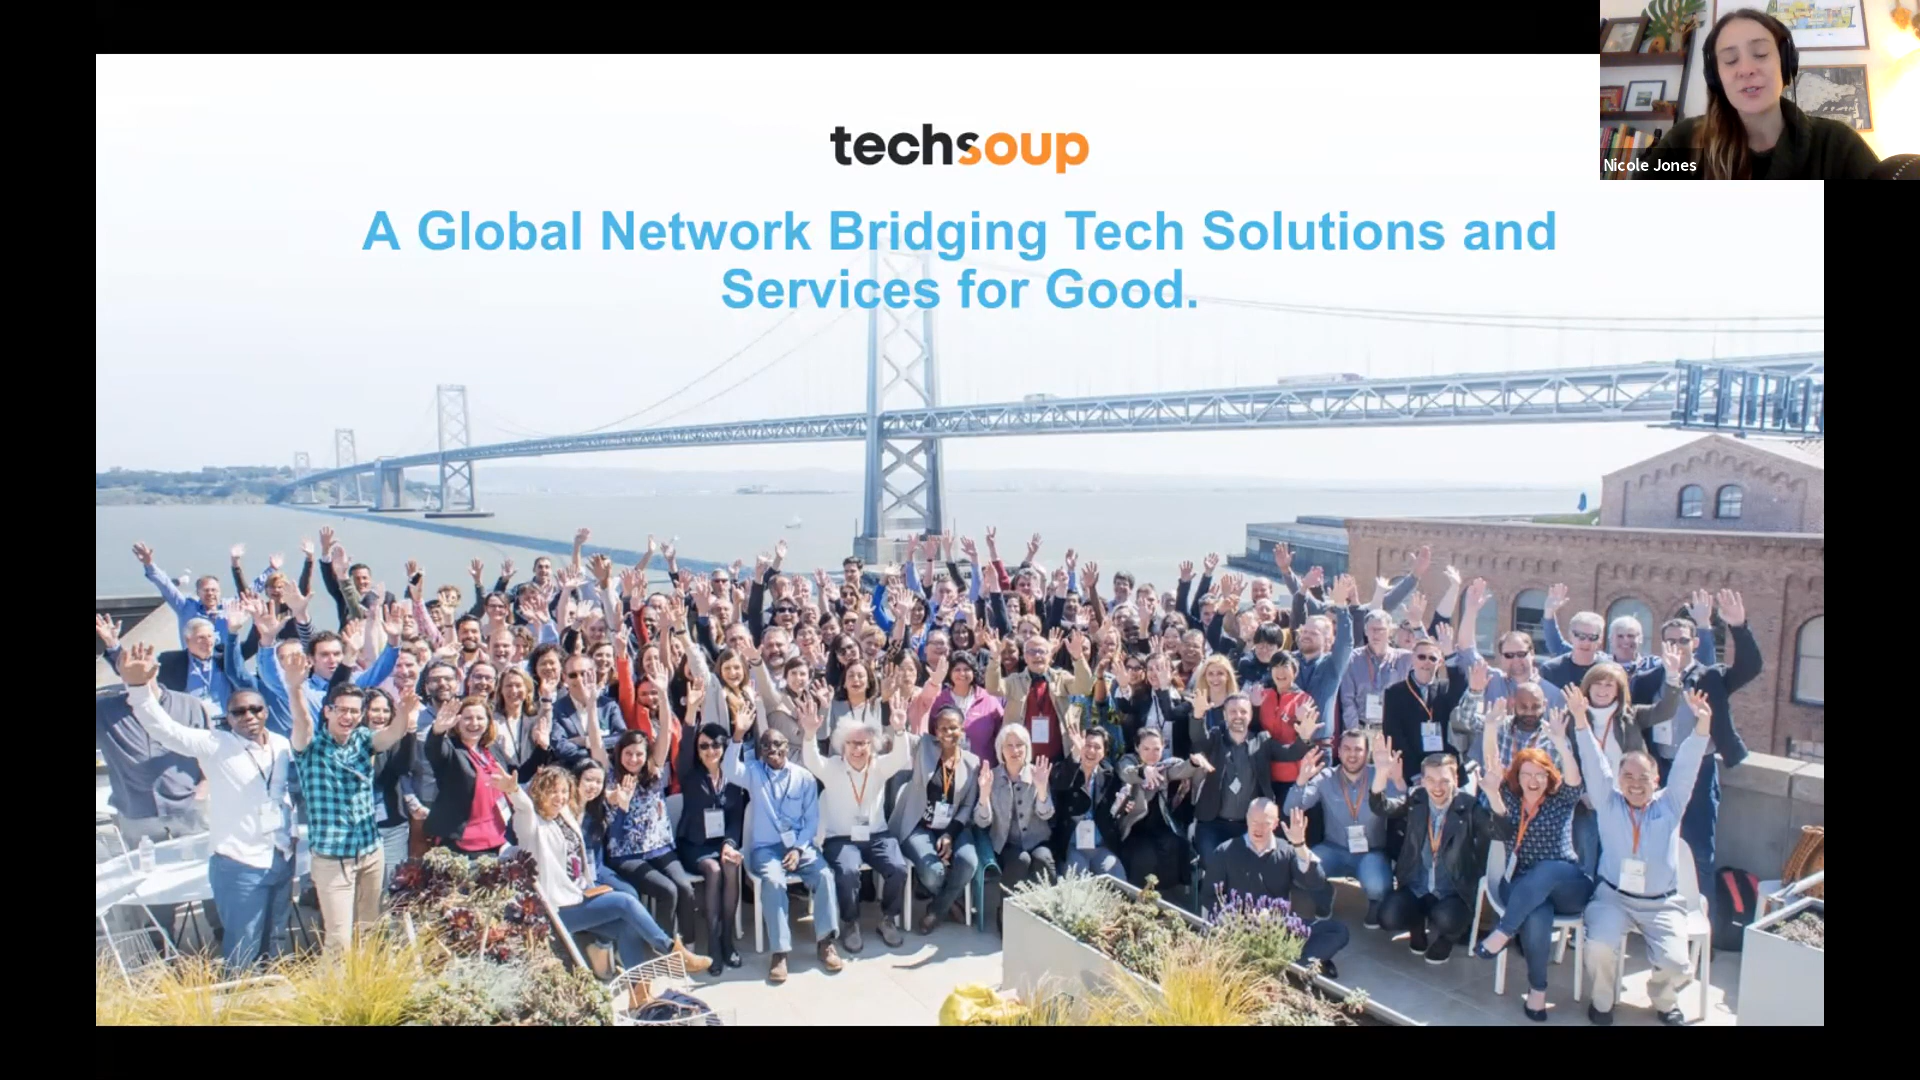 techsoup
A Global Network Bridging Tech Solutions and
Services for Good.
Nicole Jones